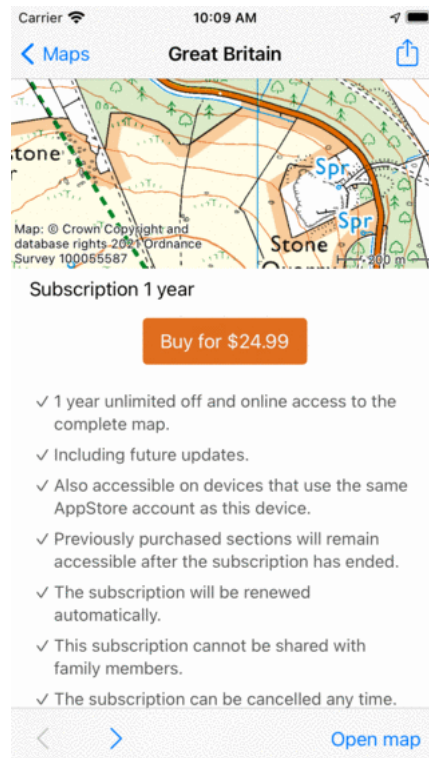 Carrier 10:09 AM
Maps Great Britain
tone
Spr
Spr
Map: © Crown Copyright and
database rights 2021 Ordnance
Survey 100055587
Stone
200 m
Subscription 1 year
Buy for $24.99
✓ 1 year unlimited off and online access to the
complete map.
✓ Including future updates.
✓ Also accessible on devices that use the same
AppStore account as this device.
✓ Previously purchased sections will remain
accessible after the subscription has ended.
✓ The subscription will be renewed
automatically.
✓ This subscription cannot be shared with
family members.
✓ The subscription can be cancelled any time.
Open map